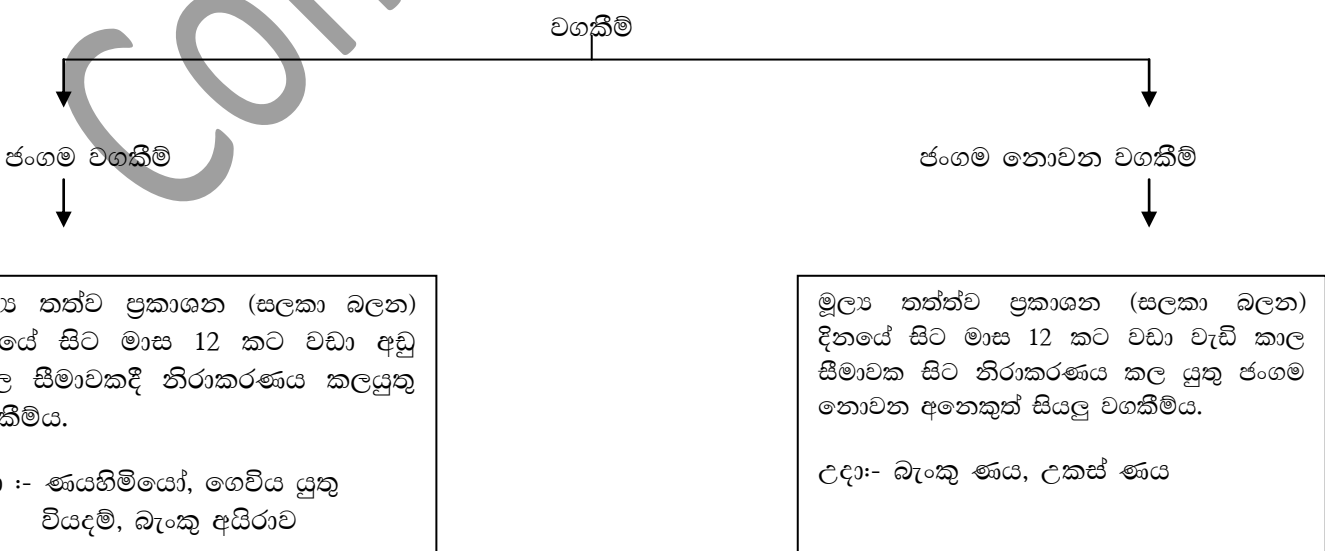 වගකීම්
ජංගම වගකීම්
ජංගම නොවන වගකීම්
තත්ව ප්‍රකාශන (සලකා බලන)
සිට මාස 12 කට වඩා අඩු
සීමාවකදී නිරාකරණය කලයුතු
:- ණයහිමියෝ, ගෙවිය යුතු
වියදම්, බැංකු අයිරාව
මූල්‍ය තත්ත්ව ප්‍රකාශන (සලකා බලන)
දිනයේ සිට මාස 12 කට වඩා වැඩි කාල
සීමාවක සිට නිරාකරණය කල යුතු ජංගම
නොවන අනෙකුත් සියලු වගකීම්ය.
උදා:- බැංකු ණය, උකස් ණය